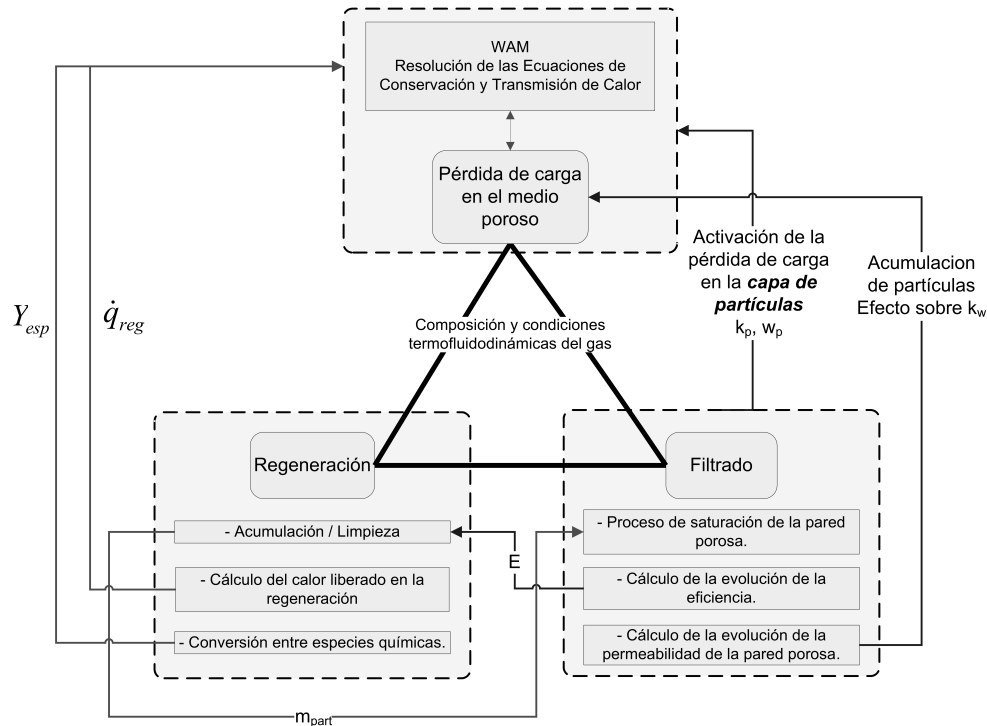 WAM
Resolución de las Ecuaciones de
Conservación y Transmisión de Calor
Pérdida de carga
en el medio
poroso
Activación de la
pérdida de carga
en la capa de
partículas
kp, wp
Acumulacion
de partículas
Efecto sobre kw
Yesp
q̇reg
Composición y condiciones
termofluidodinámicas del gas
Regeneración
- Acumulación / Limpieza
- Cálculo del calor liberado en la
regeneración
- Conversión entre especies químicas.
Filtrado
- Proceso de saturación de la pared
porosa.
- Cálculo de la evolución de la
eficiencia.
- Cálculo de la evolución de la
permeabilidad de la pared porosa.
E
mpart